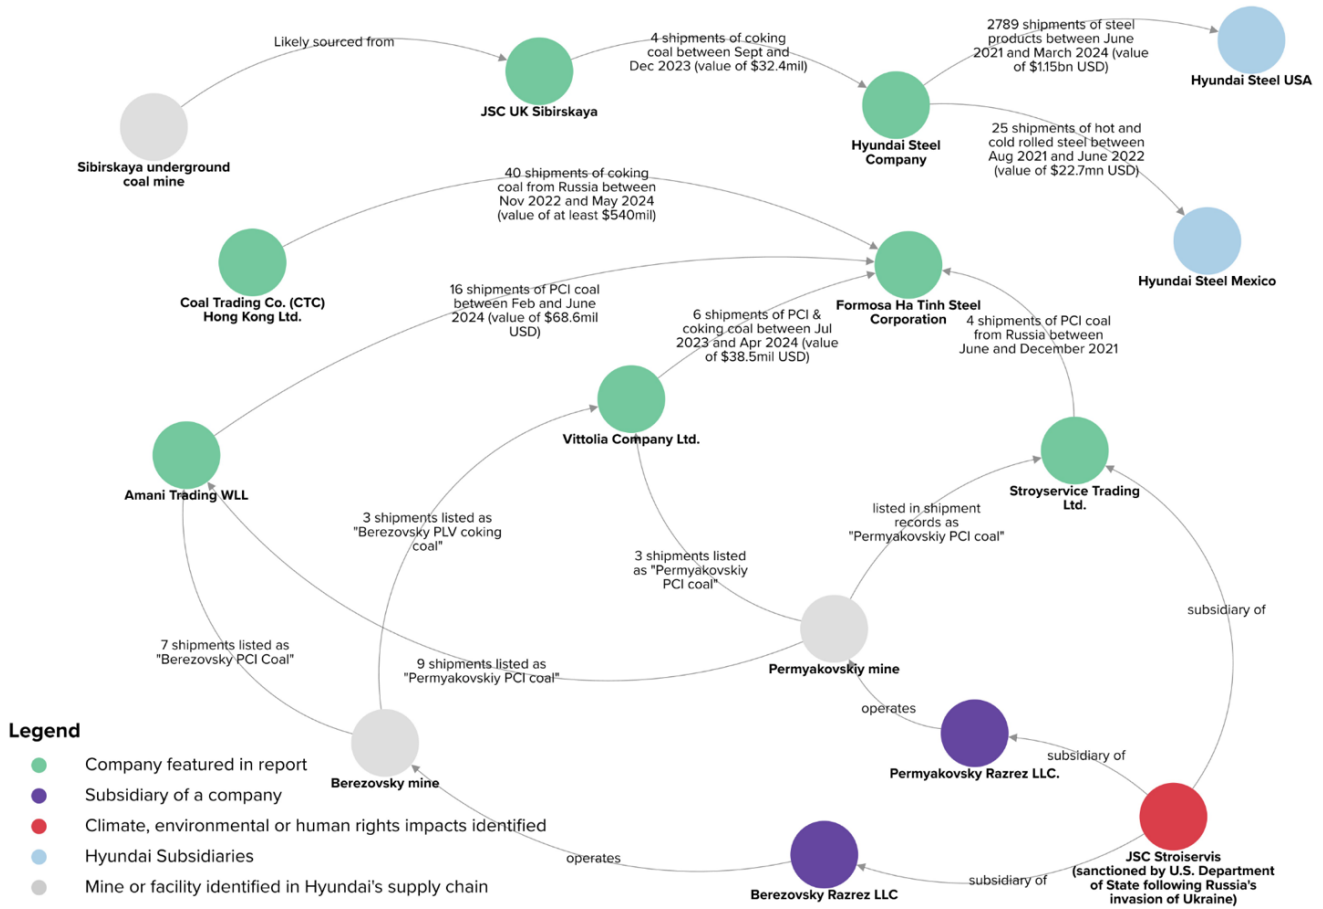 Likely sourced from
4 shipments of coking
coal between Sept and
Dec 2023 (value of $32.4mil)
2789 shipments of steel
products between June
2021 and March 2024 (value
of $1.15bn USD)
Hyundai Steel USA
JSC UK Sibirskaya
Hyundai Steel
Company
25 shipments of hot and
cold rolled steel between
Aug 2021 and June 2022
(value of $22.7mn USD)
Sibirskaya underground
coal mine
40 shipments of coking
coal from Russia between
Nov 2022 and May 2024
(value of at least $540mil)
Hyundai Steel Mexico
Coal Trading Co. (CTC)
Hong Kong Ltd.
16 shipments of PCI coal
between Feb and June
2024 (value of $68.6mil
USD)
Formosa Ha Tinh Steel
Corporation
6 shipments of PCI &
coking coal between Jul
2023 and Apr 2024 (value
of $38.5mil USD)
4 shipments of PCI coal
from Russia between
June and December 2021
Vittolia Company Ltd.
Amani Trading WLL
Stroyservice Trading
Ltd.
3 shipments listed as
"Berezovsky PLV coking
coal"
listed in shipment
records as
"Permyakovskiy PCI coal"
3 shipments listed
as "Permyakovskiy
PCI coal"
subsidiary of
7 shipments listed as
"Berezovsky PCI Coal"
9 shipments listed as
"Permyakovskiy PCI coal"
Permyakovskiy mine
operates
subsidiary of
Permyakovsky Razrez LLC.
Berezovsky mine
operates
subsidiary of
Berezovsky Razrez LLC
JSC Stroiservis
(sanctioned by U.S. Department
of State following Russia's
invasion of Ukraine)
Legend
Company featured in report
Subsidiary of a company
Climate, environmental or human rights impacts identified
Hyundai Subsidiaries
Mine or facility identified in Hyundai's supply chain